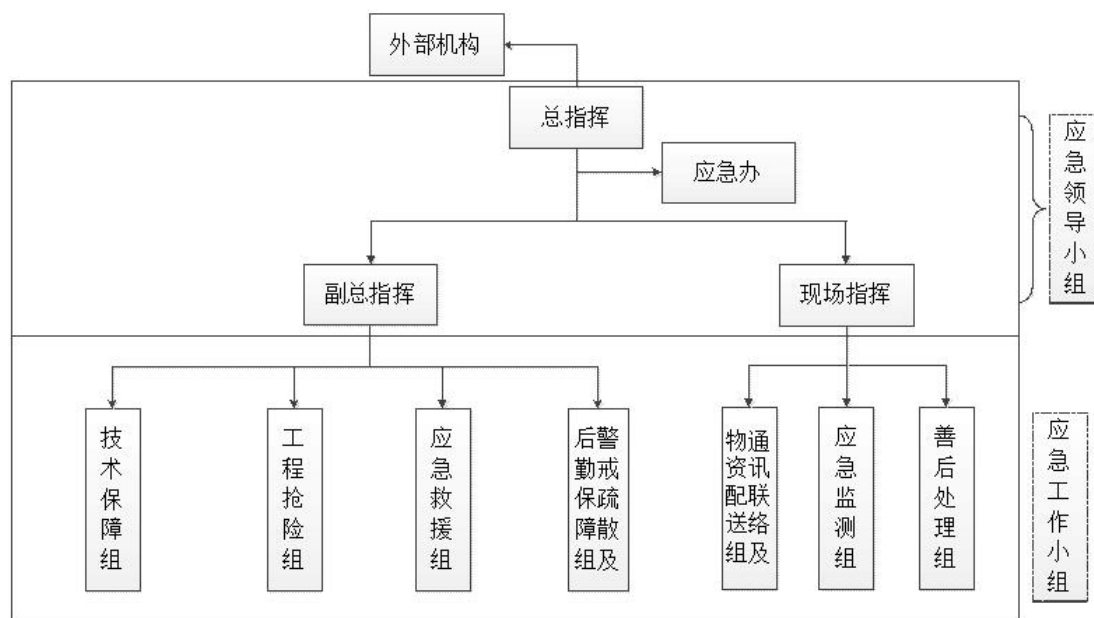 外部机构
总指挥
应急办
副总指挥
现场指挥
应急领导小组
技术保障组
工程抢险组
应急救援组
警戒疏散组及
后勤保障组
通讯联络组及
物资配送组
应急监测组
善后处理组
应急工作小组